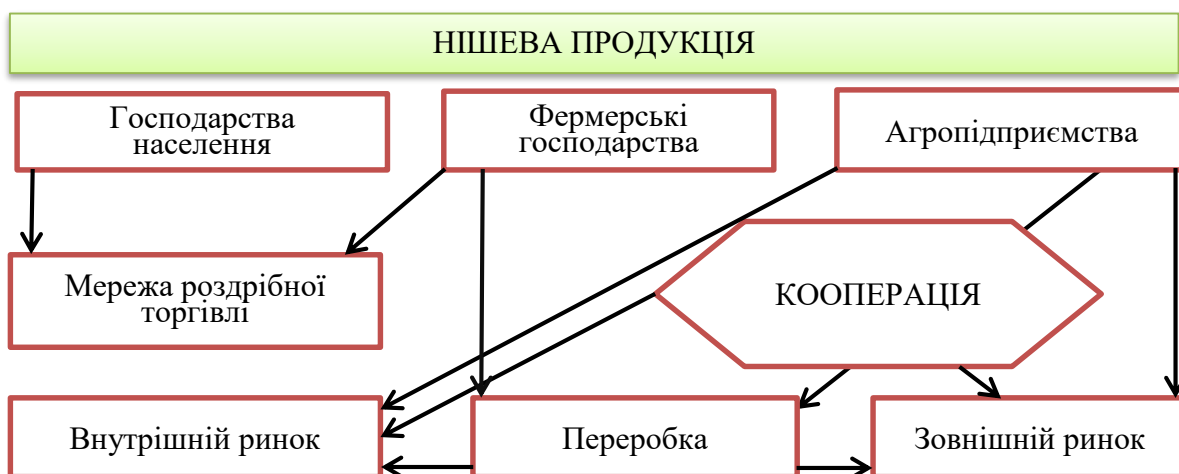 НІШЕВА ПРОДУКЦІЯ
Господарства
населення
Фермерські
господарства
Агропідприємства
Мережа роздрібної
торгівлі
КООПЕРАЦІЯ
Внутрішній ринок
Переробка
Зовнішній ринок